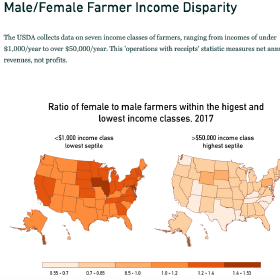 Male/Female Farmer Income Disparity
The USDA collects data on seven income classes of farmers, ranging from incomes of under
$1,000/year to over $50,000/year. This 'operations with receipts' statistic measures net
revenues, not profits.
Ratio of female to male farmers within the higest and
lowest income classes, 2017
<$1,000 income class
lowest septile
>$50,000 income class
highest septile
0.55 - 0.7
0.7 - 0.85
0.85 - 1.0
1.0 - 1.2
1.2 - 1.4
1.4 - 1.53